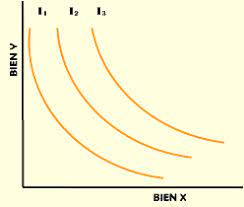 I₁ I₂ I₃
BIEN Y
BIEN X